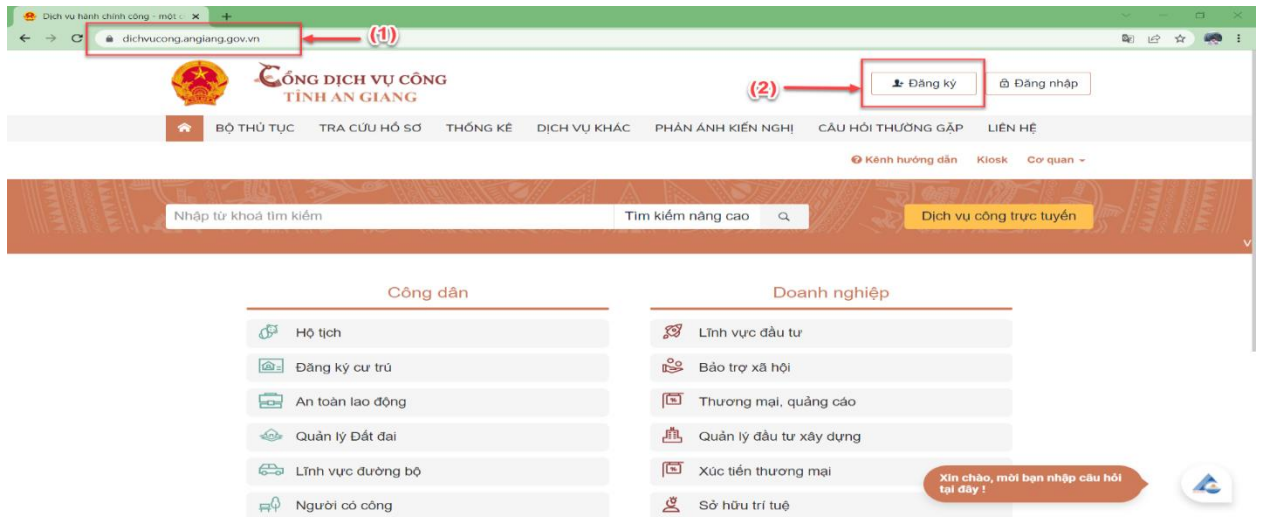 Dịch vụ hành chính công - một c
dichvucong.angiang.gov.vn
(1)
CỔNG DỊCH VỤ CÔNG
TỈNH AN GIANG
(2)
Đăng ký
Đăng nhập
BỘ THỦ TỤC TRA CỨU HỒ SƠ THỐNG KÊ DỊCH VỤ KHÁC PHẢN ÁNH KIẾN NGHỊ CÂU HỎI THƯỜNG GẶP LIÊN HỆ
Kênh hướng dẫn Kiosk Cơ quan
Nhập từ khoá tìm kiếm Tìm kiếm nâng cao Dịch vụ công trực tuyến
V
Công dân
Hộ tịch
Đăng ký cư trú
An toàn lao động
Quản lý Đất đai
Lĩnh vực đường bộ
Người có công
Doanh nghiệp
Lĩnh vực đầu tư
Bảo trợ xã hội
Thương mại, quảng cáo
Quản lý đầu tư xây dựng
Xúc tiến thương mại
Sở hữu trí tuệ
Xin chào, mời bạn nhập câu hỏi
tại đây !